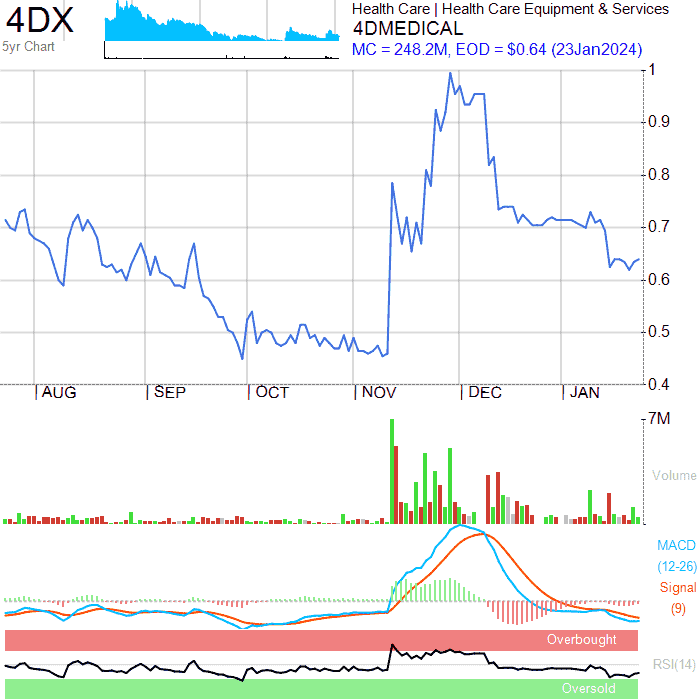 4DX
5yr Chart
Health Care | Health Care Equipment & Services
4DMEDICAL
MC = 248.2M, EOD = $0.64 (23Jan2024)
1
0.9
0.8
0.7
0.6
0.5
0.4
AUG SEP OCT NOV DEC JAN
7M
Volume
MACD
(12-26)
Signal
(9)
Overbought
RSI(14)
Oversold